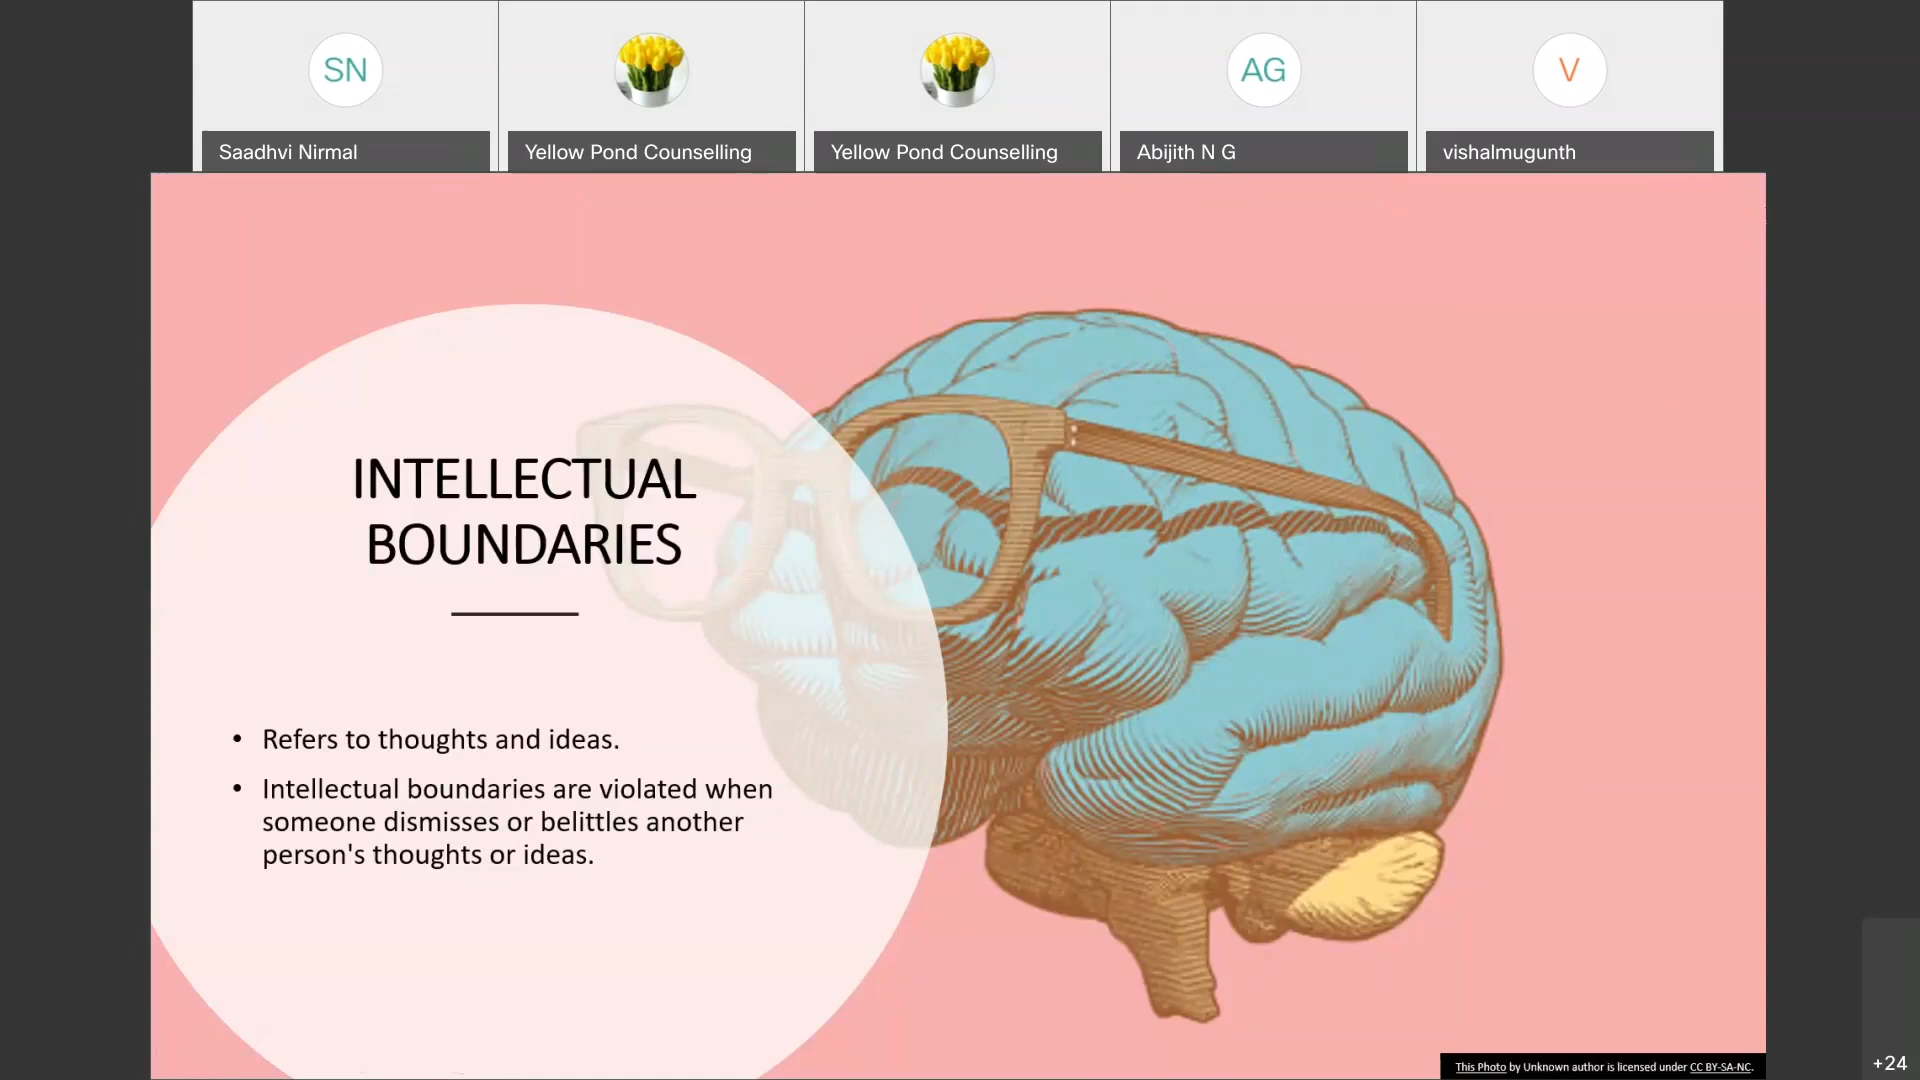 SN
AG
V
Saadhvi Nirmal
Yellow Pond Counselling
Yellow Pond Counselling
Abijith N G
vishalmugunth
INTELLECTUAL
BOUNDARIES
• Refers to thoughts and ideas.
• Intellectual boundaries are violated when
someone dismisses or belittles another
person's thoughts or ideas.
This Photo by Unknown author is licensed under CC BY-SA-NC.
+24